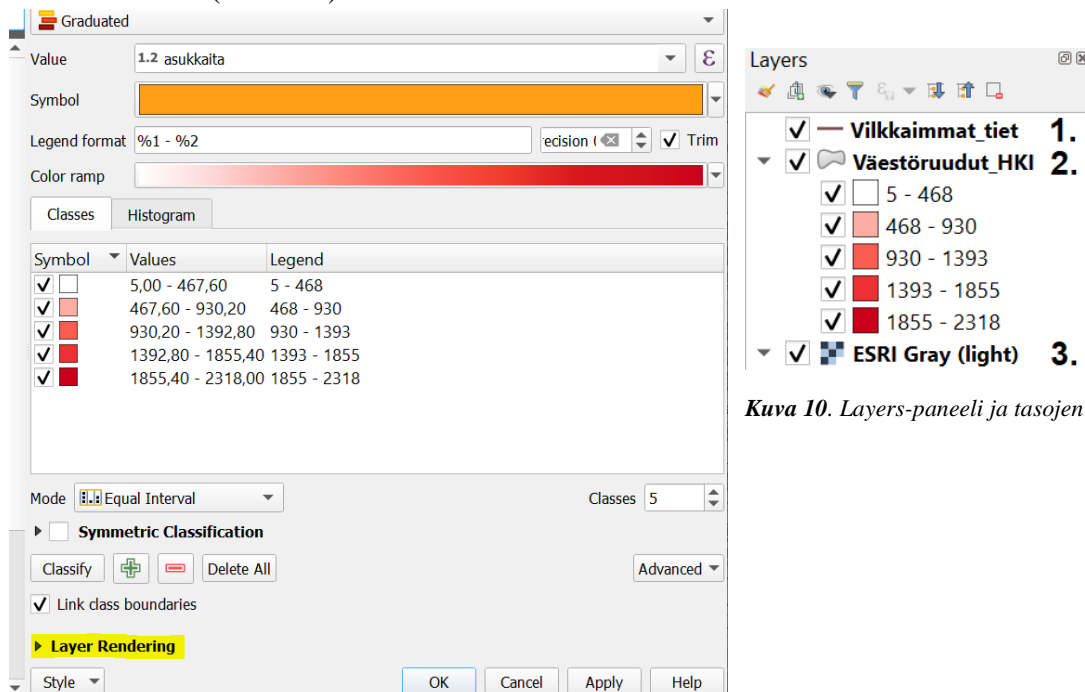 Graduated
Value 1.2 asukkaita ε
Symbol
Legend format %1 - %2 Trim
Color ramp
Classes Histogram
Symbol Values Legend
5,00 - 467,60 5 - 468
467,60 - 930,20 468 - 930
930,20 - 1392,80 930 - 1393
1392,80 - 1855,40 1393 - 1855
1855,40 - 2318,00 1855 - 2318
Mode Equal Interval Classes 5
Symmetric Classification
Classify Delete All Advanced
Link class boundaries
Layer Rendering
Style OK Cancel Apply Help
Layers
Vilkkaimmat_tiet 1.
Väestöruudut_HKI 2.
5 - 468
468 - 930
930 - 1393
1393 - 1855
1855 - 2318
ESRI Gray (light) 3.
Kuva 10. Layers-paneeli ja tasojen